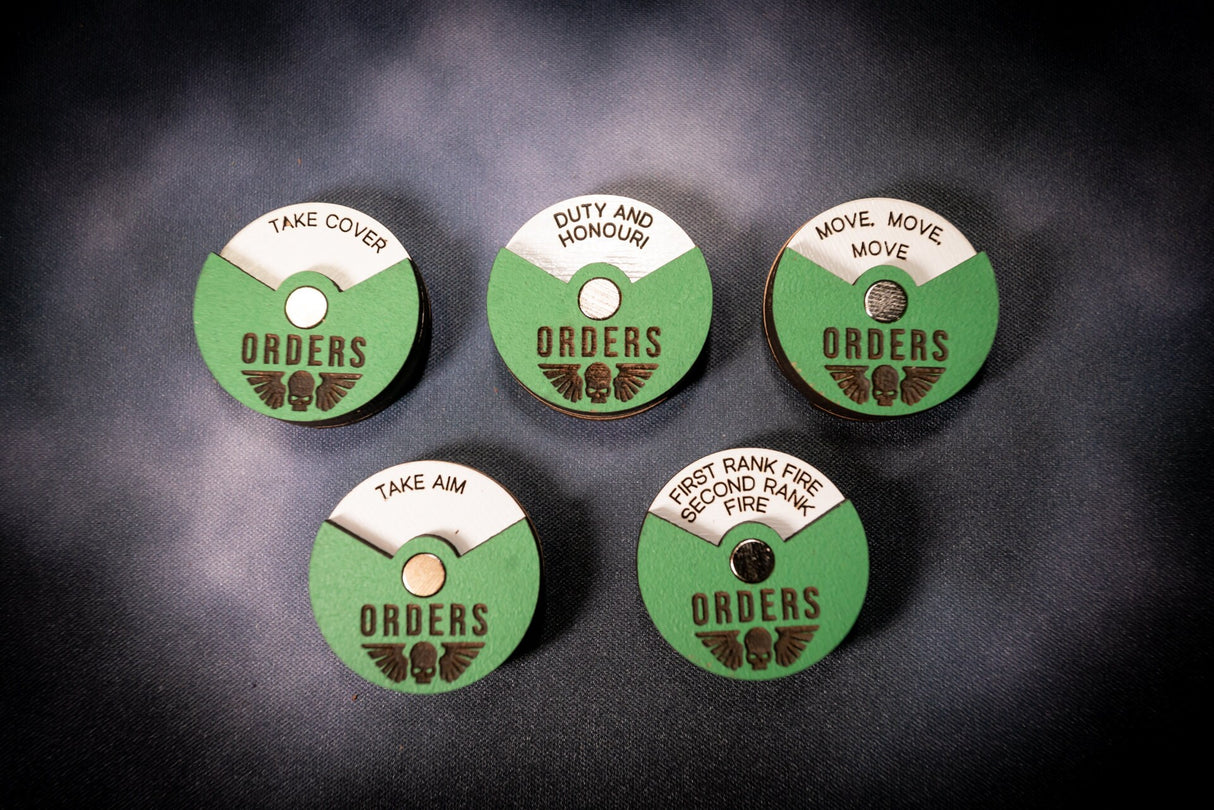 TAKE COVER
ORDERS
DUTY AND
HONOUR!
ORDERS
MOVE, MOVE,
MOVE
ORDERS
TAKE AIM
ORDERS
FIRST RANK FIRE
SECOND RANK
FIRE
ORDERS